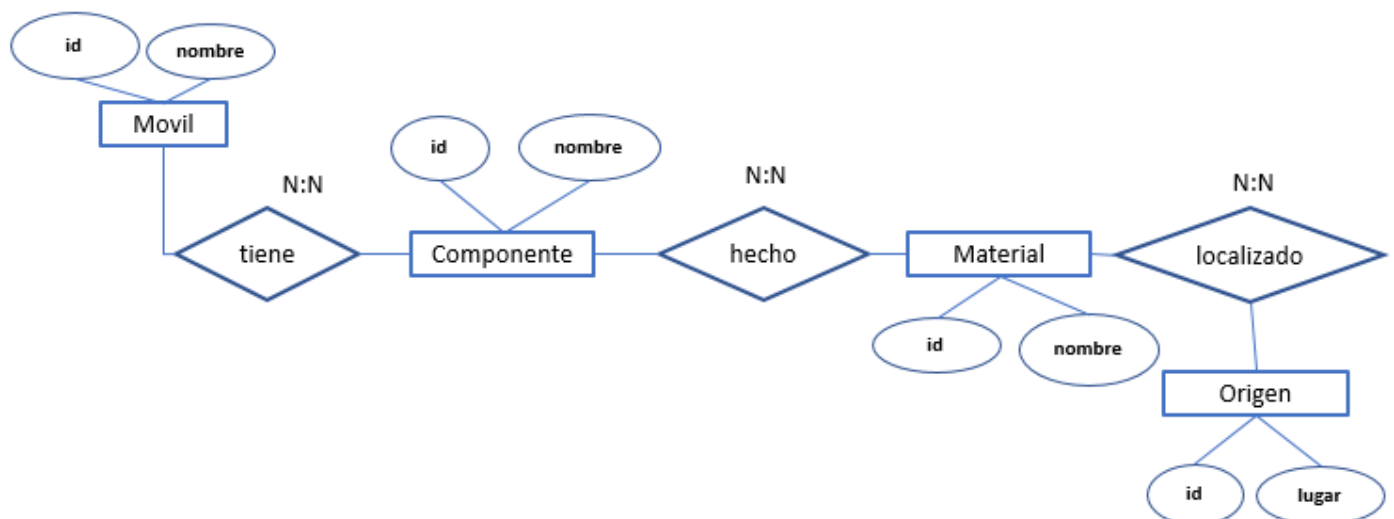 id
nombre
Movil
N:N
tiene
id
nombre
Componente
N:N
hecho
Material
id
nombre
N:N
localizado
Origen
id
lugar